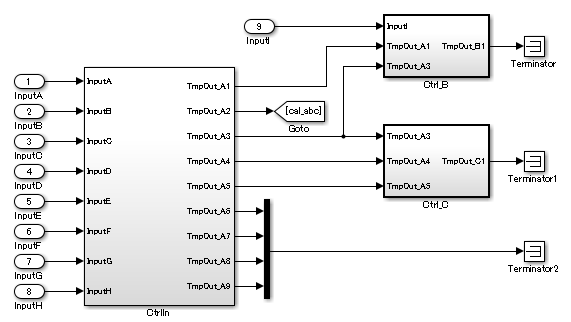 9
InputI
InputI
TmpOut_A1
TmpOut_A3
TmpOut_B1
Ctrl_B
Terminator
1
InputA
2
InputB
3
InputC
4
InputD
5
InputE
6
InputF
7
InputG
8
InputH
InputA
InputB
InputC
InputD
InputE
InputF
InputG
InputH
TmpOut_A1
TmpOut_A2
TmpOut_A3
TmpOut_A4
TmpOut_A5
TmpOut_A6
TmpOut_A7
TmpOut_A8
TmpOut_A9
CtrlIn
[cal_abc]
Goto
TmpOut_A3
TmpOut_A4
TmpOut_A5
TmpOut_C1
Ctrl_C
Terminator1
Terminator2